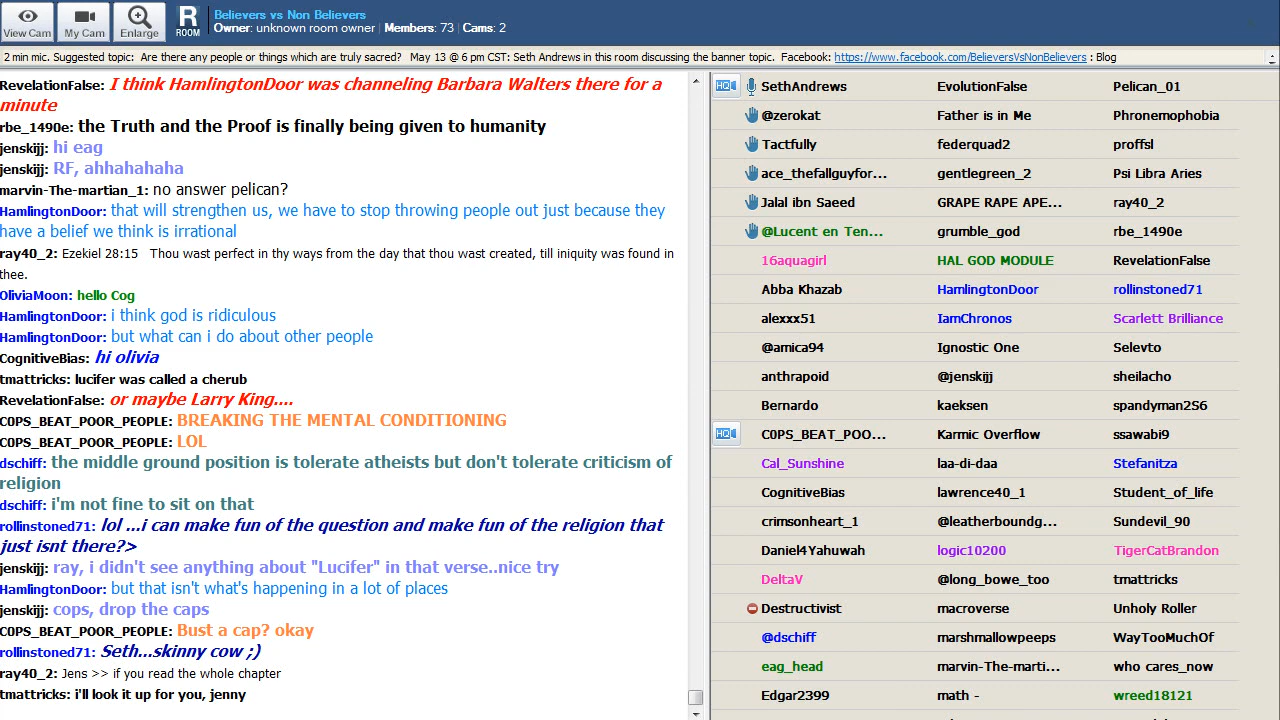 View Cam
My Cam
Enlarge
R
ROOM
Believers vs Non Believers
Owner: unknown room owner | Members: 73 | Cams: 2
2 min mic. Suggested topic: Are there any people or things which are truly sacred? May 13 @ 6 pm CST: Seth Andrews in this room discussing the banner topic. Facebook: https://www.facebook.com/BelieversVsNonBelievers : Blog
RevelationFalse: I think HamlingtonDoor was channeling Barbara Walters there for a
minute
rbe_1490e: the Truth and the Proof is finally being given to humanity
jenskijj: hi eag
jenskijj: RF, ahhahahaha
marvin-The-martian_1: no answer pelican?
HamlingtonDoor: that will strengthen us, we have to stop throwing people out just because they
have a belief we think is irrational
ray40_2: Ezekiel 28:15 Thou wast perfect in thy ways from the day that thou wast created, till iniquity was found in
thee.
OliviaMoon: hello Cog
HamlingtonDoor: i think god is ridiculous
HamlingtonDoor: but what can i do about other people
CognitiveBias: hi olivia
tmattricks: lucifer was called a cherub
RevelationFalse: or maybe Larry King....
C0PS_BEAT_POOR_PEOPLE: BREAKING THE MENTAL CONDITIONING
C0PS_BEAT_POOR_PEOPLE: LOL
dschiff: the middle ground position is tolerate atheists but don't tolerate criticism of
religion
dschiff: i'm not fine to sit on that
rollinstoned71: lol ...i can make fun of the question and make fun of the religion that
just isnt there?>
jenskijj: ray, i didn't see anything about "Lucifer" in that verse..nice try
HamlingtonDoor: but that isn't what's happening in a lot of places
jenskijj: cops, drop the caps
C0PS_BEAT_POOR_PEOPLE: Bust a cap? okay
rollinstoned71: Seth...skinny cow ;)
ray40_2: Jens >> if you read the whole chapter
tmattricks: i'll look it up for you, jenny
HQ SethAndrews EvolutionFalse Pelican_01
@zerokat Father is in Me Phronemophobia
Tactfully federquad2 proffsl
ace_thefallguyfor... gentlegreen_2 Psi Libra Aries
Jalal ibn Saeed GRAPE RAPE APE... ray40_2
@Lucent en Ten... grumble_god rbe_1490e
16aquagirl HAL GOD MODULE RevelationFalse
Abba Khazab HamlingtonDoor rollinstoned71
alexxx51 IamChronos Scarlett Brilliance
@amica94 Ignostic One Selevto
anthrapoid @jenskijj sheilacho
Bernardo kaeksen spandyman2S6
HQ C0PS_BEAT_POO... Karmic Overflow ssawabi9
Cal_Sunshine laa-di-daa Stefanitza
CognitiveBias lawrence40_1 Student_of_life
crimsonheart_1 @leatherboundg... Sundevil_90
Daniel4Yahuwah logic10200 TigerCatBrandon
DeltaV @long_bowe_too tmattricks
Destructivist macroverse Unholy Roller
@dschiff marshmallowpeeps WayTooMuchOf
eag_head marvin-The-marti... who cares_now
Edgar2399 math - wreed18121